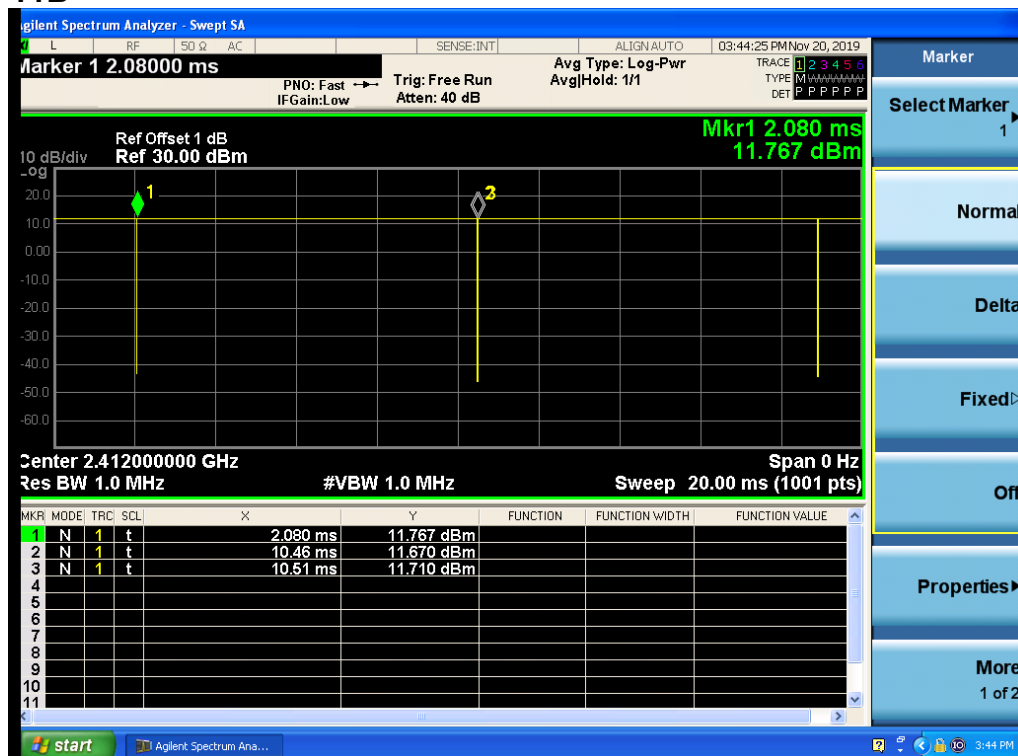 11B
Agilent Spectrum Analyzer - Swept SA
L RF 50 Ω AC SENSE:INT ALIGN AUTO 03:44:25 PM Nov 20, 2019
Marker 1 2.08000 ms
PNO: Fast
IFGain:Low
Trig: Free Run
Atten: 40 dB
Avg Type: Log-Pwr
Avg|Hold: 1/1
TRACE 1 2 3 4 5 6
TYPE M
DET P P P P P P
Ref Offset 1 dB
10 dB/div Ref 30.00 dBm
Mkr1 2.080 ms
11.767 dBm
Log
20.0
10.0
0.00
-10.0
-20.0
-30.0
-40.0
-50.0
-60.0
1
2
3
Center 2.412000000 GHz Span 0 Hz
Res BW 1.0 MHz #VBW 1.0 MHz Sweep 20.00 ms (1001 pts)
MKR MODE TRC SCL X Y FUNCTION FUNCTION WIDTH FUNCTION VALUE
1 N 1 t 2.080 ms 11.767 dBm
2 N 1 t 10.46 ms 11.670 dBm
3 N 1 t 10.51 ms 11.710 dBm
4
5
6
7
8
9
10
11
Marker
Select Marker
1
Normal
Delta
Fixed
Off
Properties
More
1 of 2
start Agilent Spectrum Ana... 3:44 PM